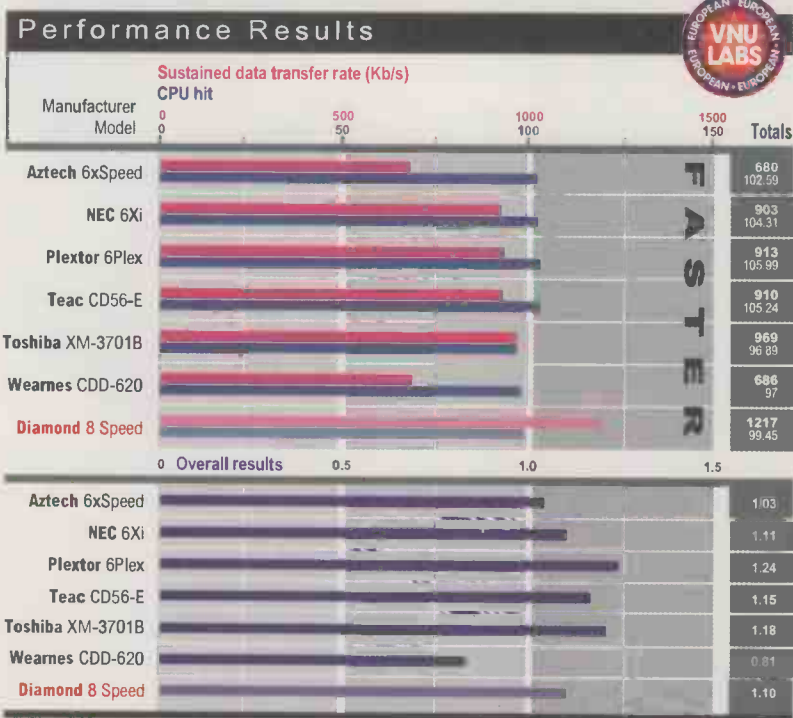 Performance Results
EUROPEAN EUROPEAN EUROPEAN EUROPEAN
VNU
LABS
Sustained data transfer rate (Kb/s)
CPU hit
Manufacturer
Model
0 500 1000 1500
0 50 100 150
Totals
Aztech 6xSpeed 680
102.59
NEC 6Xi 903
104.31
Plextor 6Plex 913
105.99
Teac CD56-E 910
105.24
Toshiba XM-3701B 969
96.89
Wearnes CDD-620 686
97
Diamond 8 Speed 1217
99.45
FASTER
0 Overall results 0.5 1.0 1.5
Aztech 6xSpeed 1/03
NEC 6Xi 1.11
Plextor 6Plex 1.24
Teac CD56-E 1.15
Toshiba XM-3701B 1.18
Wearnes CDD-620 0.81
Diamond 8 Speed 1.10